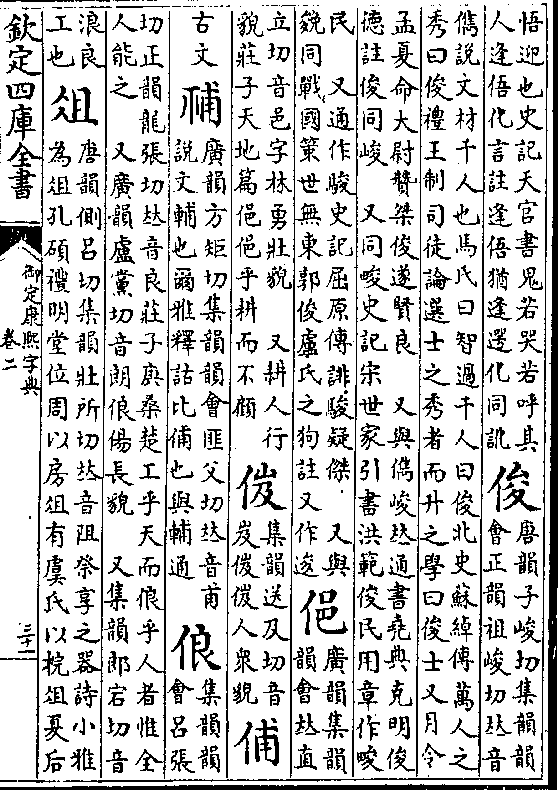 悟迎也史記天官書鬼若哭若呼其
人逢悟化言註逢悟猶逢遻化同訛
俊
唐韻子峻切集韻韻
會正韻祖峻切𠀤音
儁說文材千人也馬氏曰智過千人曰俊北史蘇綽傳萬人之
秀曰俊禮王制司徒論選士之秀者而升之學曰俊士又月令
孟夏命大尉贊桀俊遂賢良　又與儁峻𠀤通書堯典克明俊
德註俊同峻　又同畯史記宋世家引書洪範俊民用章作畯
民　又通作駿史記屈原傳誹駿疑傑　又與
㕙同戰國策世無東郭俊盧氏之狗註又作逡
俋
廣韻集韻
韻會𠀤直
立切音邑字林勇壯貌　又耕人行
貌莊子天地篇俋俋乎耕而不顧
集韻送及切音
岌人衆貌
俌
古文
𥙷
廣韻方矩切集韻韻會匪父切𠀤音甫
說文輔也爾雅釋詁比俌也與輔通
俍
集韻韻
會呂張
切正韻龍張切𠀤音良莊子庚桑楚工乎天而俍乎人者惟全
人能之　又廣韻盧黨切音朗俍傷長貌　又集韻郎宕切音
浪良
工也
俎
唐韻側呂切集韻壯所切𠀤音阻祭享之器詩小雅
為俎孔碩禮明堂位周以房俎有虞氏以梡俎夏后
欽定四庫全書
御定康熙字典
卷二
三十一